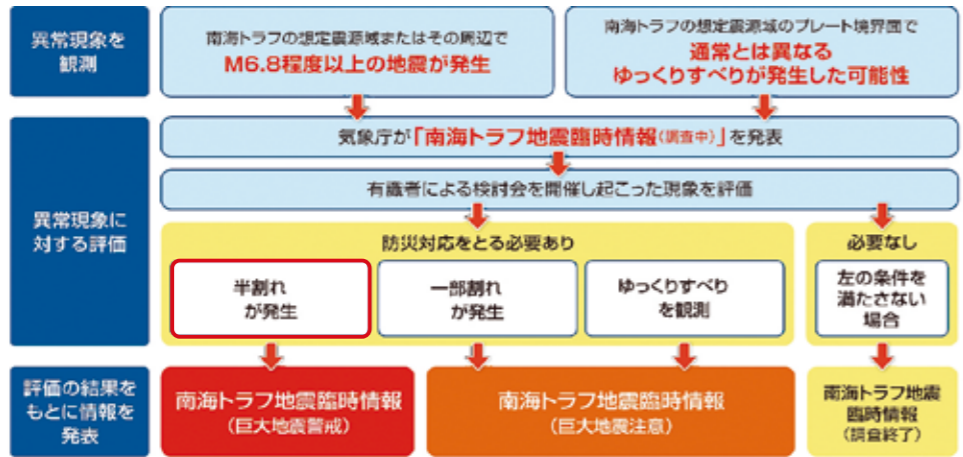 異常現象を
観測
南海トラフの想定震源域またはその周辺で
M6.8程度以上の地震が発生
南海トラフの想定震源域のプレート境界面で
通常とは異なる
ゆっくりすべりが発生した可能性
異常現象に
対する評価
気象庁が「南海トラフ地震臨時情報(調査中)」を発表
有識者による検討会を開催し起こった現象を評価
防災対応をとる必要あり
半割れ
が発生
一部割れ
が発生
ゆっくりすべり
を観測
必要なし
左の条件を
満たさない
場合
評価の結果を
もとに情報を
発表
南海トラフ地震臨時情報
(巨大地震警戒)
南海トラフ地震臨時情報
(巨大地震注意)
南海トラフ地震
臨時情報
(調査終了)